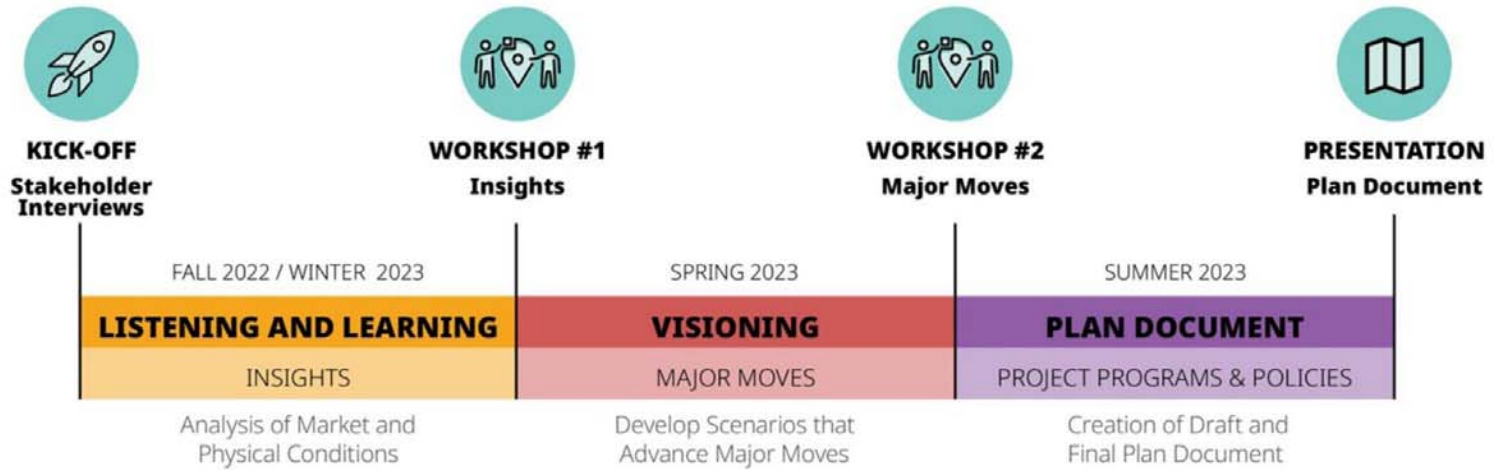 KICK-OFF
Stakeholder
Interviews
WORKSHOP #1
Insights
WORKSHOP #2
Major Moves
PRESENTATION
Plan Document
FALL 2022 / WINTER 2023
SPRING 2023
SUMMER 2023
LISTENING AND LEARNING
VISIONING
PLAN DOCUMENT
INSIGHTS
MAJOR MOVES
PROJECT PROGRAMS & POLICIES
Analysis of Market and
Physical Conditions
Develop Scenarios that
Advance Major Moves
Creation of Draft and
Final Plan Document